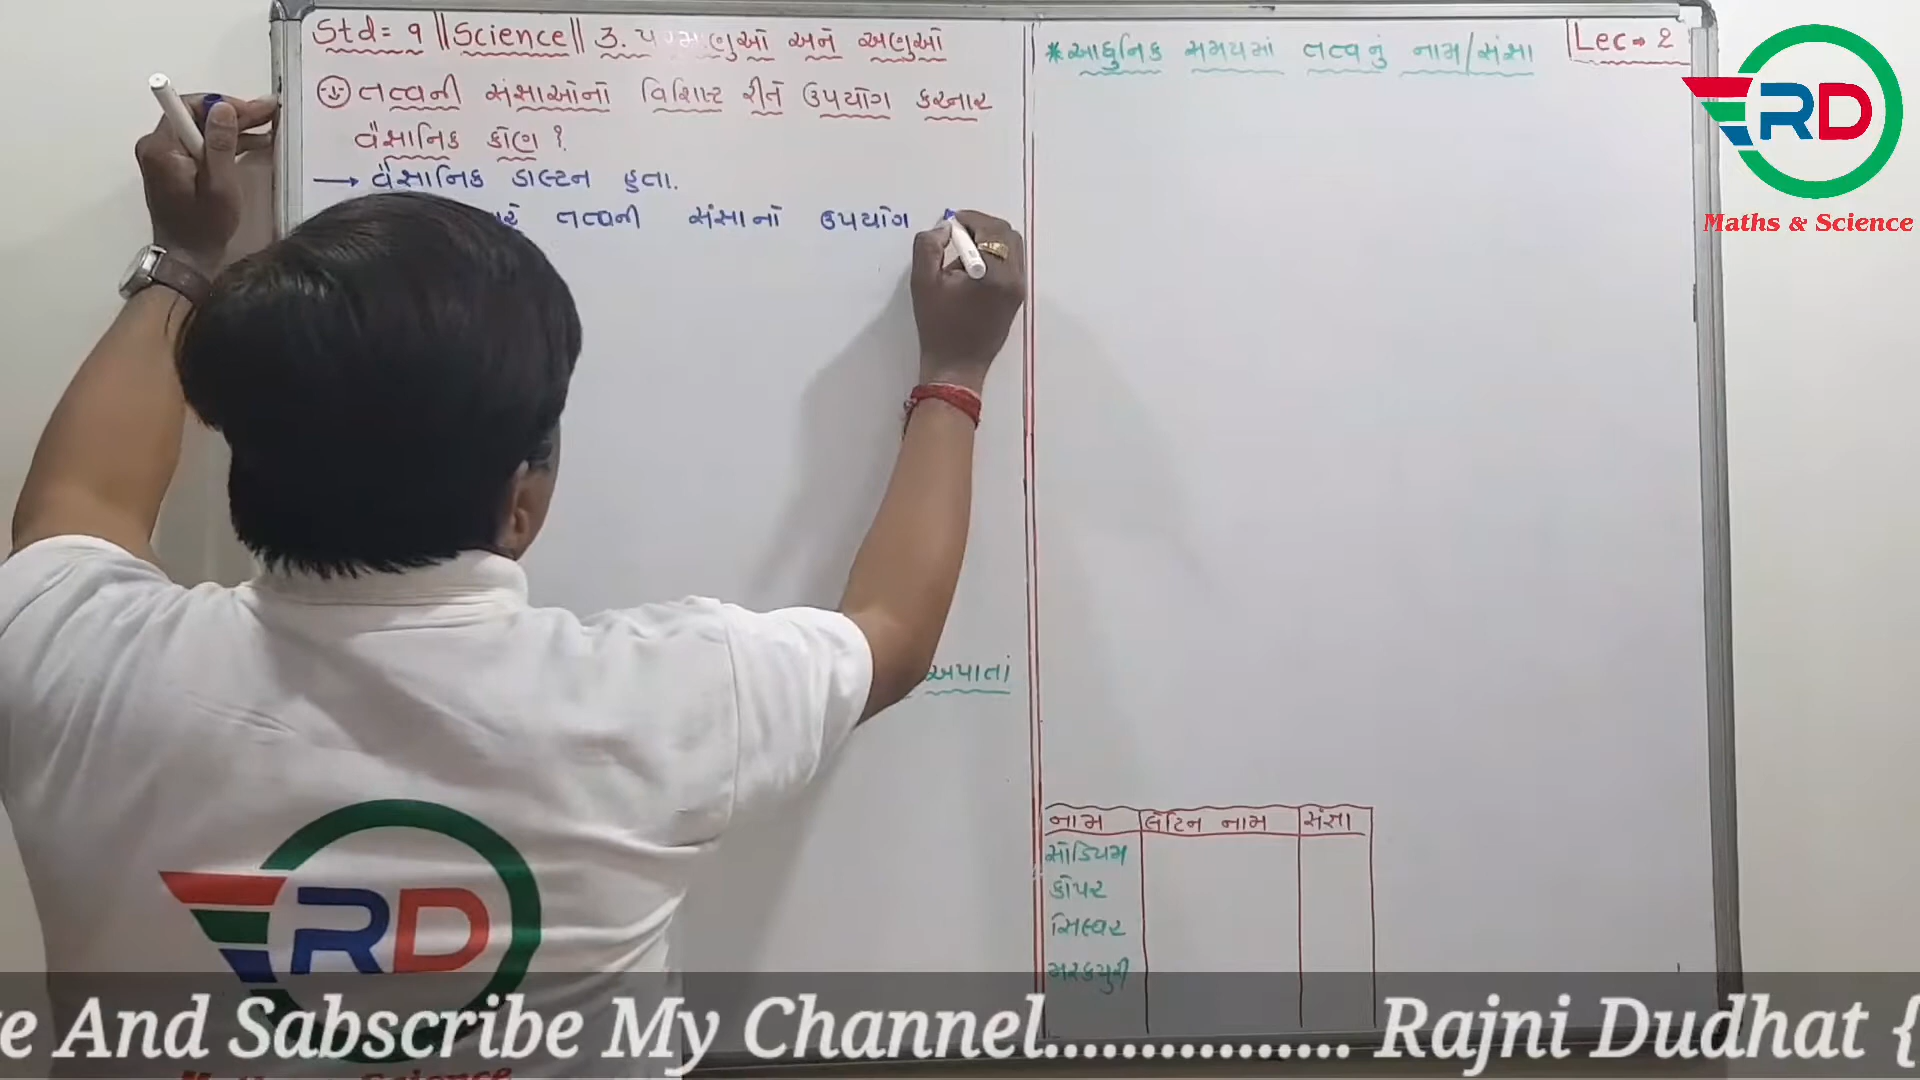 Std= ૧ || Science || 3. પરમાણુઓ અને અણુઓ
તત્વની સંજ્ઞાઓનો વિશિષ્ટ રીતે ઉપયોગ કરનાર
વૈજ્ઞાનિક કોણ ?
→ વૈજ્ઞાનિક ડાલ્ટન હતા.
તત્વની સંજ્ઞાનો ઉપયોગ
અપાતાં
* આધુનિક સમયમાં તત્વનું નામ/સંજ્ઞા
Lec → 2
નામ લેટિન નામ સંજ્ઞા
સોડિયમ
કોપર
સિલ્વર
મરક્યુરી
RD
Maths & Science
RD
And Sabscribe My Channel............... Rajni Dudhat {